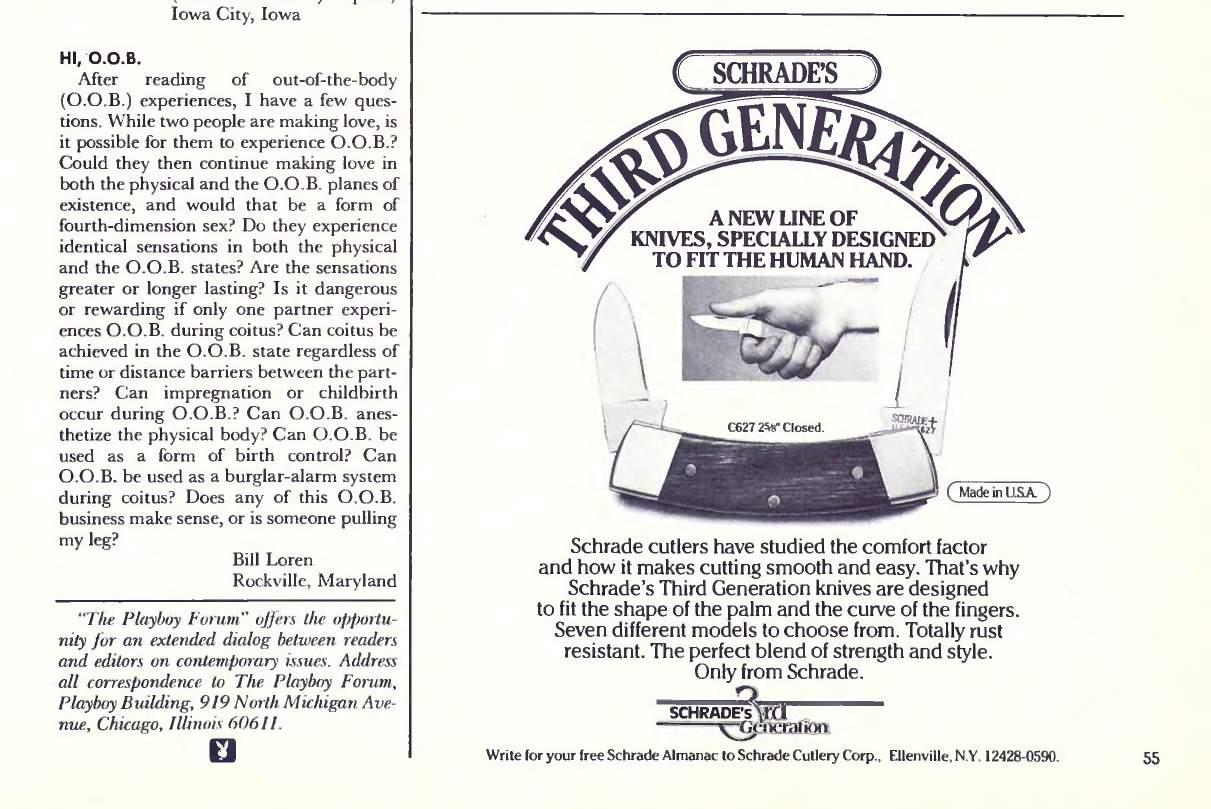 Iowa City, Iowa
HI, O.O.B.
After reading of out-of-the-body
(O.O.B.) experiences, I have a few ques-
tions. While two people are making love, is
it possible for them to experience O.O.B.?
Could they then continue making love in
both the physical and the O.O.B. planes of
existence, and would that be a form of
fourth-dimension sex? Do they experience
identical sensations in both the physical
and the O.O.B. states? Are the sensations
greater or longer lasting? Is it dangerous
or rewarding if only one partner experi-
ences O.O.B. during coitus? Can coitus be
achieved in the O.O.B. state regardless of
time or distance barriers between the part-
ners? Can impregnation or childbirth
occur during O.O.B.? Can O.O.B. anes-
thetize the physical body? Can O.O.B. be
used as a form of birth control? Can
O.O.B. be used as a burglar-alarm system
during coitus? Does any of this O.O.B.
business make sense, or is someone pulling
my leg?
Bill Loren
Rockville, Maryland
"The Playboy Forum" offers the opportu-
nity for an extended dialog between readers
and editors on contemporary issues. Address
all correspondence to The Playboy Forum,
Playboy Building, 919 North Michigan Ave-
nue, Chicago, Illinois 60611.
SCHRADE'S
THIRD GENERATION
A NEW LINE OF
KNIVES, SPECIALLY DESIGNED
TO FIT THE HUMAN HAND.
C627 2⅝" Closed.
SCHRADE+
627
Made in U.S.A.
Schrade cutlers have studied the comfort factor
and how it makes cutting smooth and easy. That's why
Schrade's Third Generation knives are designed
to fit the shape of the palm and the curve of the fingers.
Seven different models to choose from. Totally rust
resistant. The perfect blend of strength and style.
Only from Schrade.
SCHRADE'S 3rd
Generation
Write for your free Schrade Almanac to Schrade Cutlery Corp., Ellenville, N.Y. 12428-0590.
55